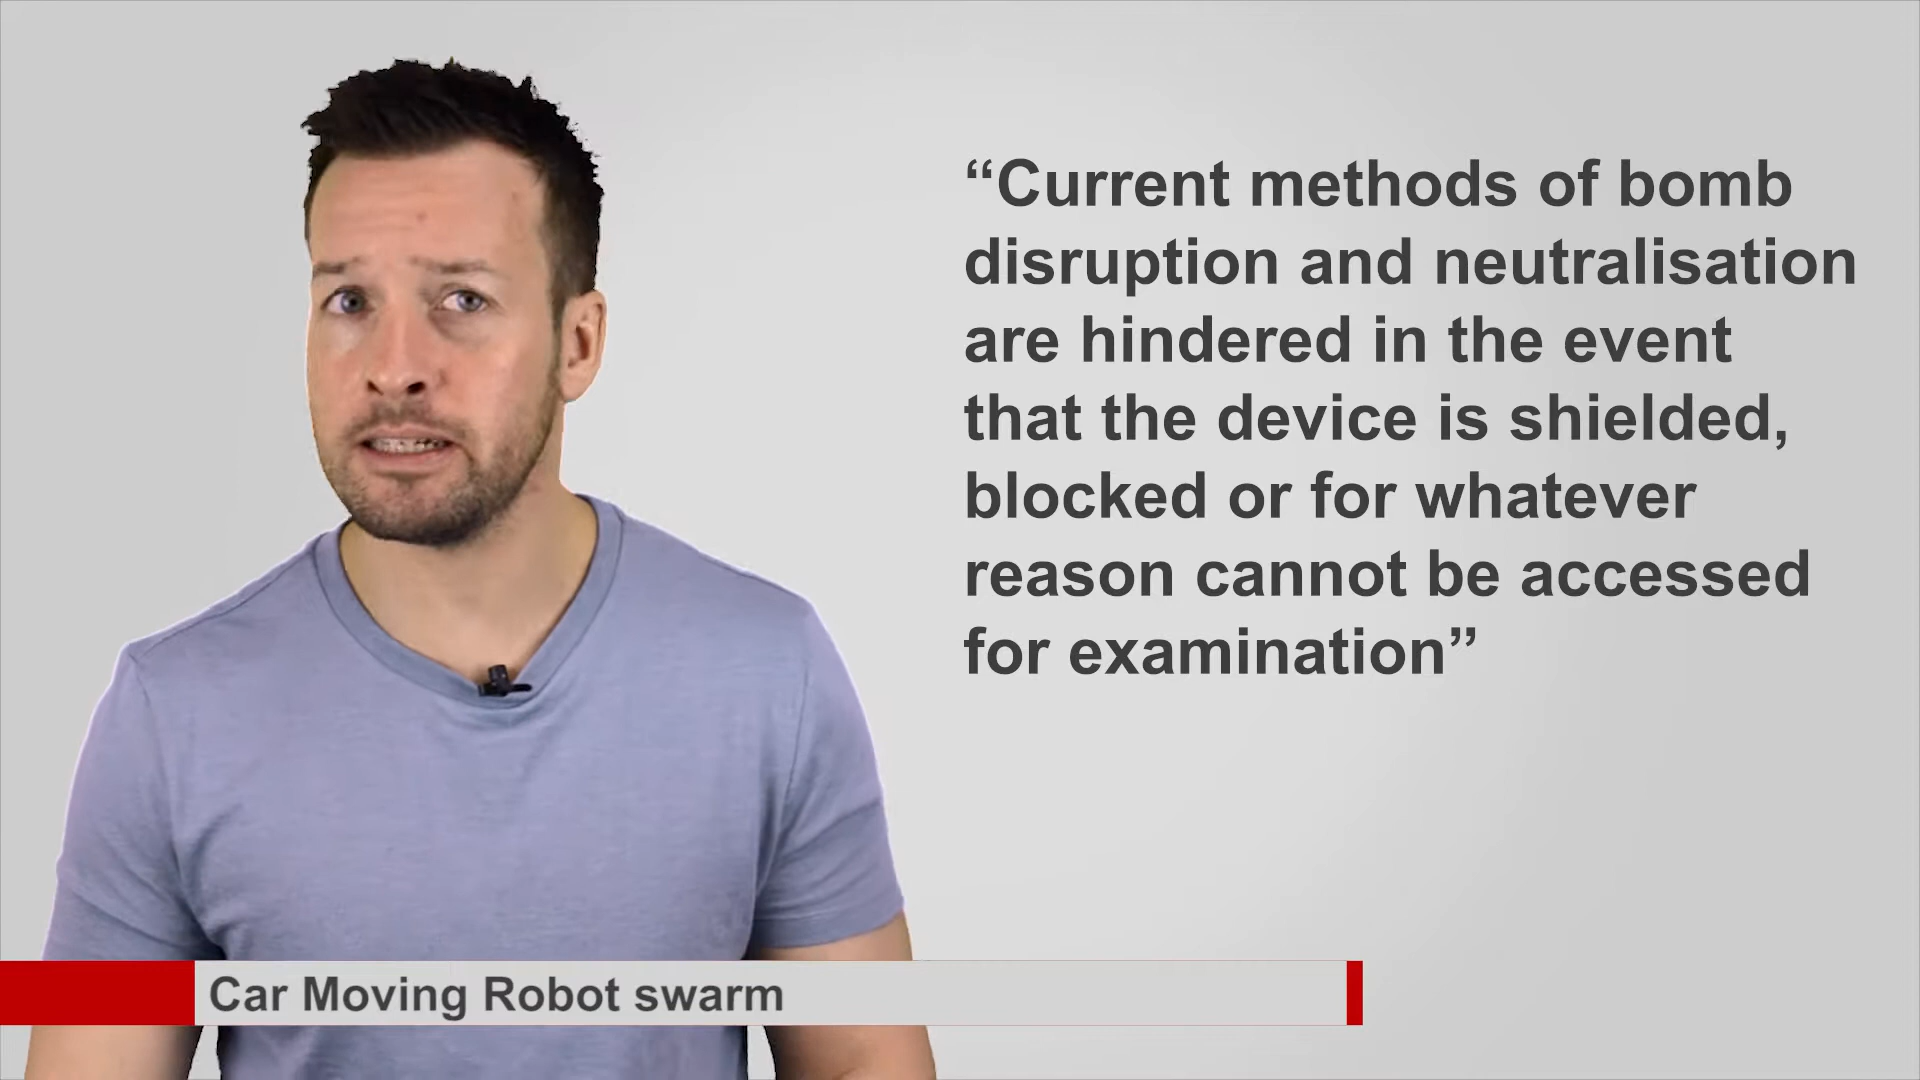 “Current methods of bomb
disruption and neutralisation
are hindered in the event
that the device is shielded,
blocked or for whatever
reason cannot be accessed
for examination”
Car Moving Robot swarm